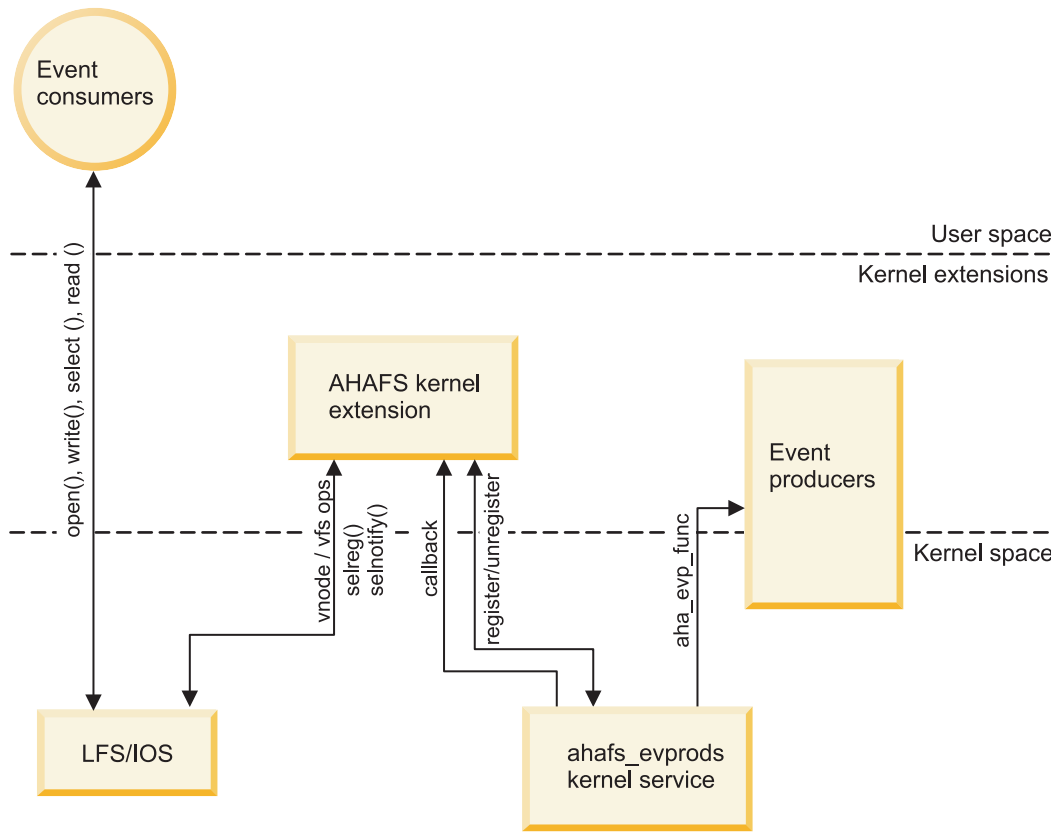 Event
consumers
open(), write(), select (), read ()
User space
Kernel extensions
AHAFS kernel
extension
Event
producers
vnode / vfs ops
selreg()
selnotify()
callback
register/unregister
aha_evp_func
Kernel space
LFS/IOS
ahafs_evprods
kernel service